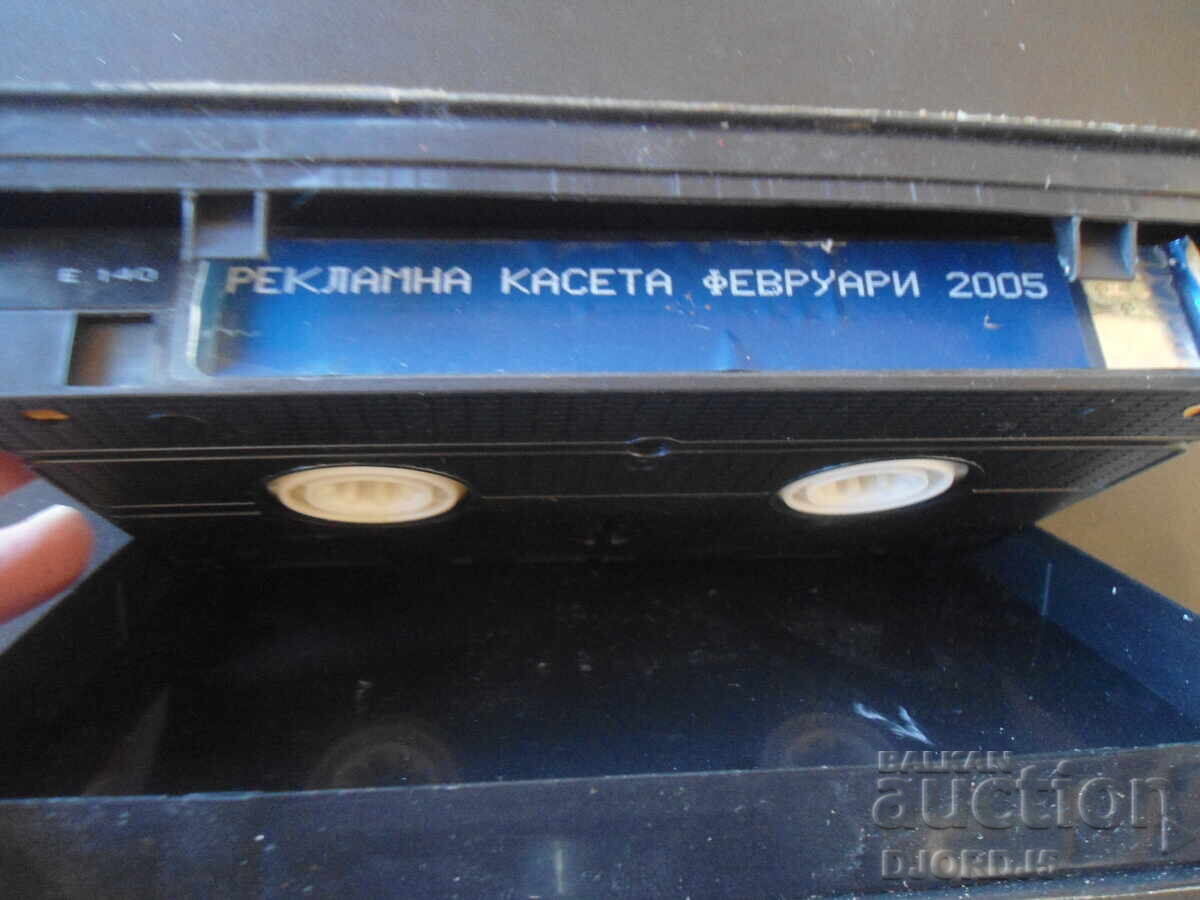 E 140
РЕКЛАМНА КАСЕТА ФЕВРУАРИ 2005
BALKAN
auction
DJORDJ5